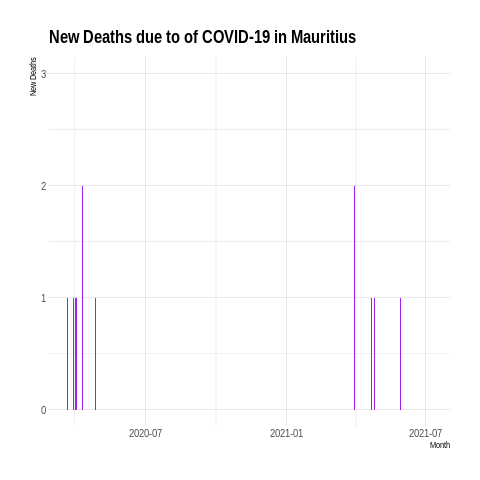 New Deaths due to of COVID-19 in Mauritius
New Deaths
3
2
1
0
2020-07
2021-01
2021-07
Month